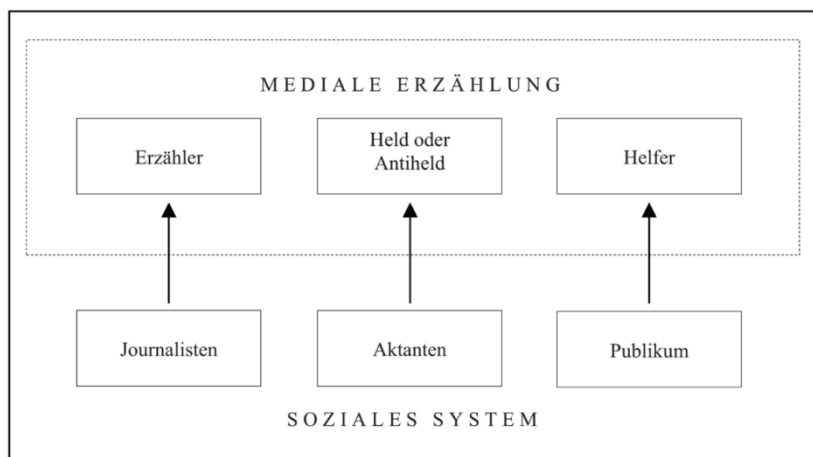 MEDIALE ERZÄHLUNG
Erzähler
Held oder
Antiheld
Helfer
Journalisten
Aktanten
Publikum
SOZIALES SYSTEM